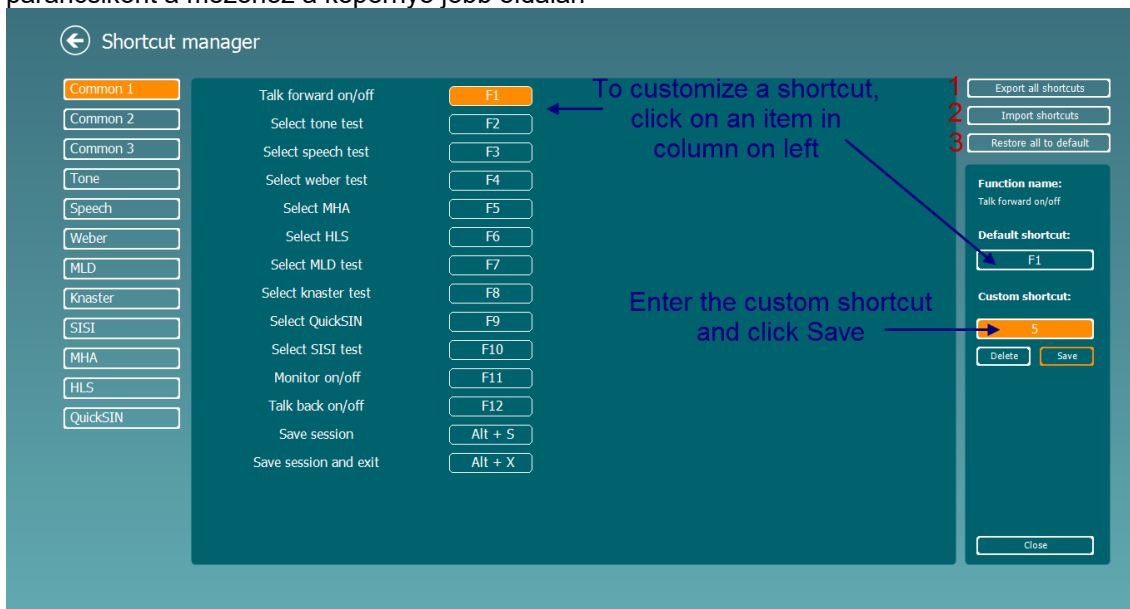 parancsikont a mezőhöz a képernyő jobb oldalán
Shortcut manager
Common 1
Common 2
Common 3
Tone
Speech
Weber
MLD
Knaster
SISI
MHA
HLS
QuickSIN
Talk forward on/off F1
Select tone test F2
Select speech test F3
Select weber test F4
Select MHA F5
Select HLS F6
Select MLD test F7
Select knaster test F8
Select QuickSIN F9
Select SISI test F10
Monitor on/off F11
Talk back on/off F12
Save session Alt + S
Save session and exit Alt + X
To customize a shortcut,
click on an item in
column on left
Enter the custom shortcut
and click Save
1 Export all shortcuts
2 Import shortcuts
3 Restore all to default
Function name:
Talk forward on/off
Default shortcut:
F1
Custom shortcut:
5
Delete Save
Close